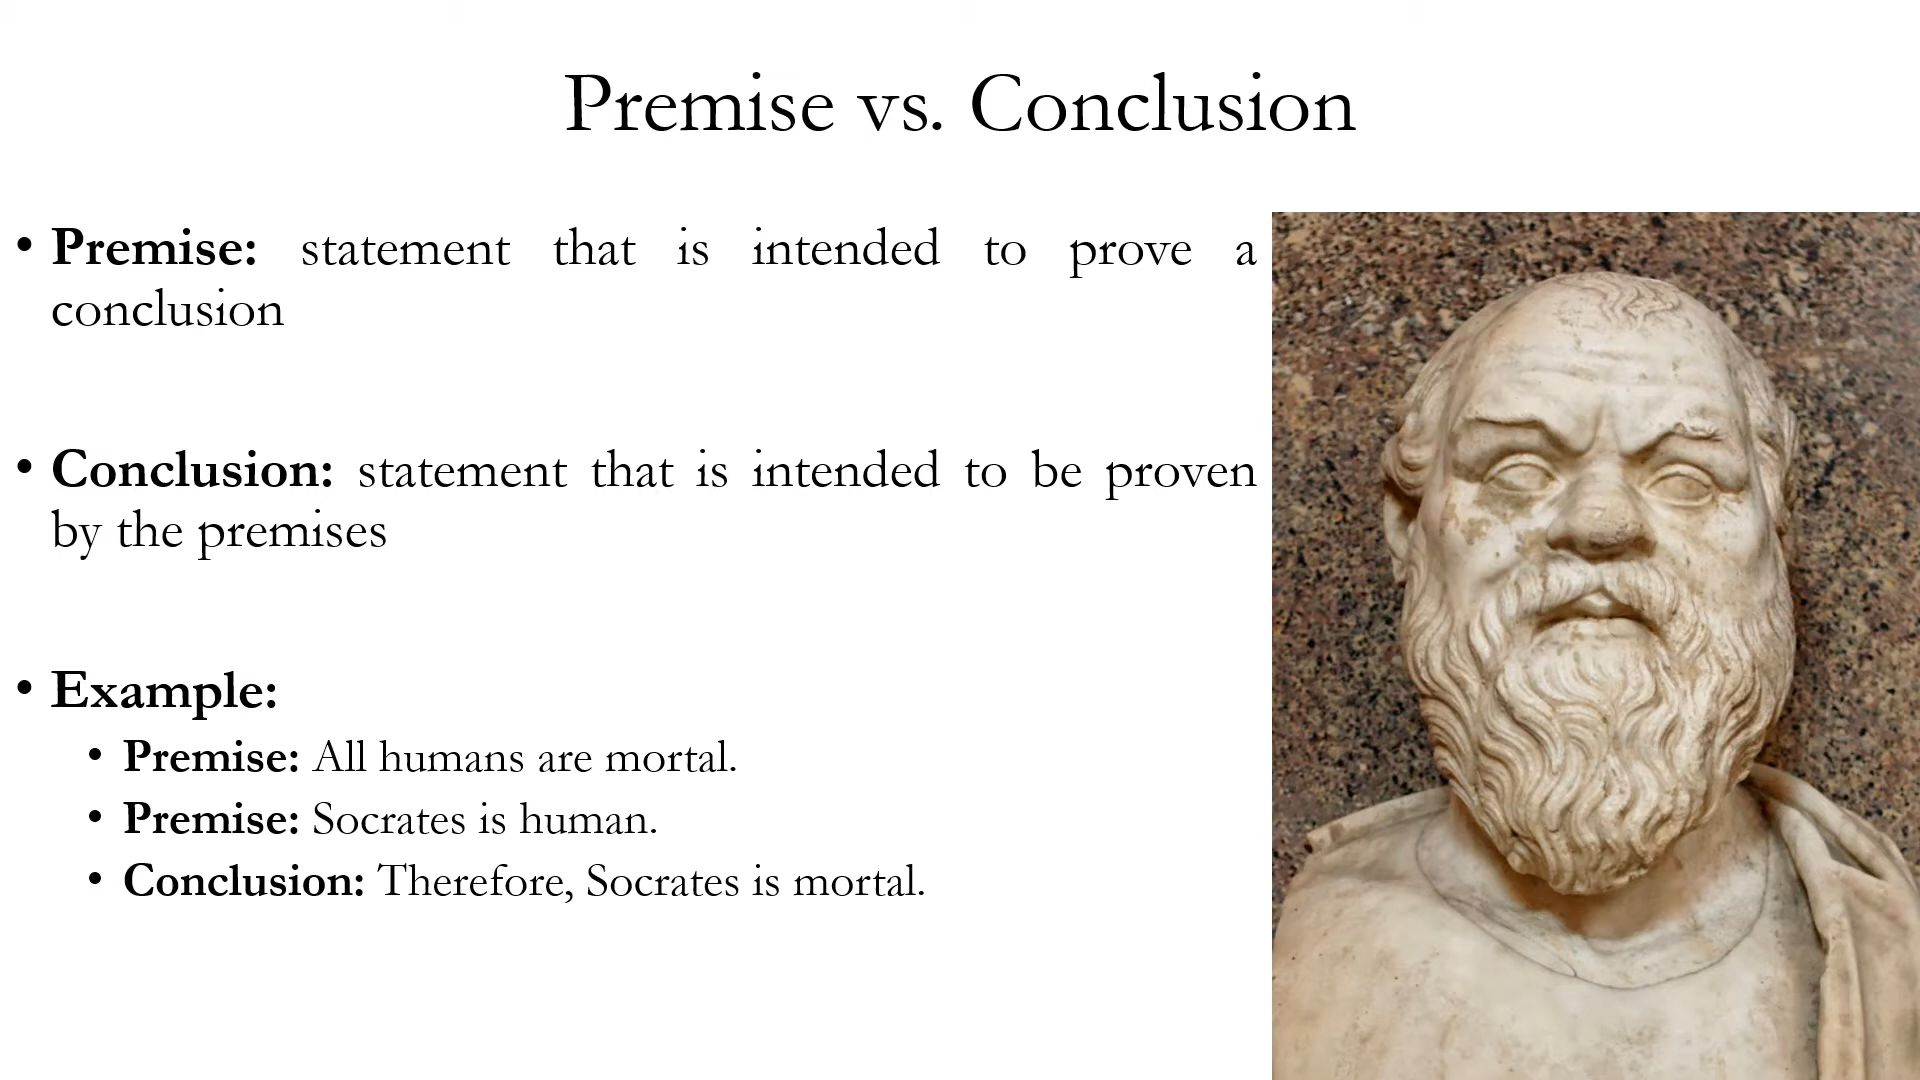 Premise vs. Conclusion
• Premise: statement that is intended to prove a
conclusion
• Conclusion: statement that is intended to be proven
by the premises
• Example:
• Premise: All humans are mortal.
• Premise: Socrates is human.
• Conclusion: Therefore, Socrates is mortal.